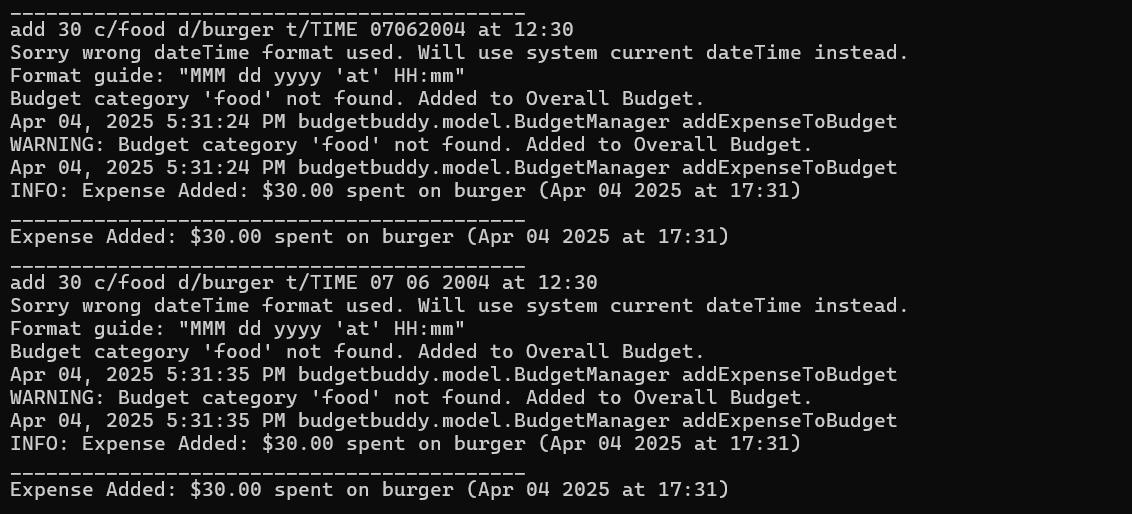 ___________________________________________
add 30 c/food d/burger t/TIME 07062004 at 12:30
Sorry wrong dateTime format used. Will use system current dateTime instead.
Format guide: "MMM dd yyyy 'at' HH:mm"
Budget category 'food' not found. Added to Overall Budget.
Apr 04, 2025 5:31:24 PM budgetbuddy.model.BudgetManager addExpenseToBudget
WARNING: Budget category 'food' not found. Added to Overall Budget.
Apr 04, 2025 5:31:24 PM budgetbuddy.model.BudgetManager addExpenseToBudget
INFO: Expense Added: $30.00 spent on burger (Apr 04 2025 at 17:31)
___________________________________________
Expense Added: $30.00 spent on burger (Apr 04 2025 at 17:31)
___________________________________________
add 30 c/food d/burger t/TIME 07 06 2004 at 12:30
Sorry wrong dateTime format used. Will use system current dateTime instead.
Format guide: "MMM dd yyyy 'at' HH:mm"
Budget category 'food' not found. Added to Overall Budget.
Apr 04, 2025 5:31:35 PM budgetbuddy.model.BudgetManager addExpenseToBudget
WARNING: Budget category 'food' not found. Added to Overall Budget.
Apr 04, 2025 5:31:35 PM budgetbuddy.model.BudgetManager addExpenseToBudget
INFO: Expense Added: $30.00 spent on burger (Apr 04 2025 at 17:31)
___________________________________________
Expense Added: $30.00 spent on burger (Apr 04 2025 at 17:31)